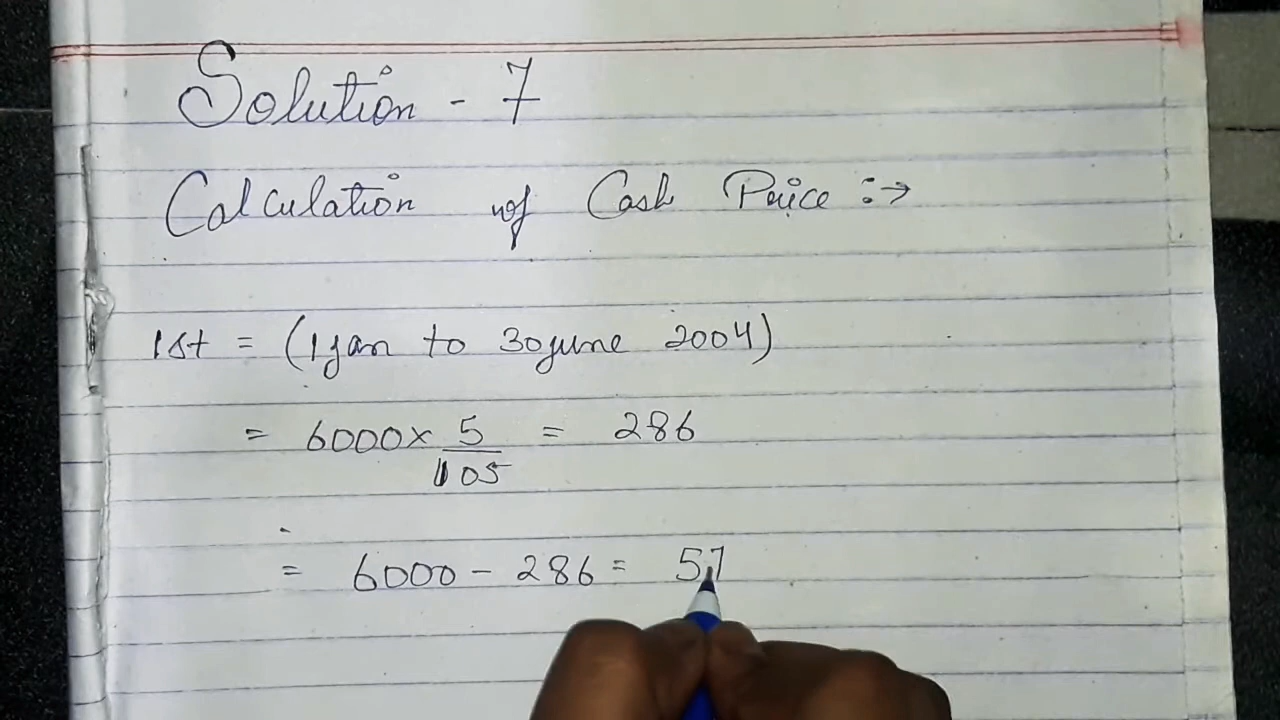 Solution - 7
Calculation of Cash Price :→
1st = (1 jan to 30 june 2004)
= 6000 × 5/105 = 286
= 6000 - 286 = 57